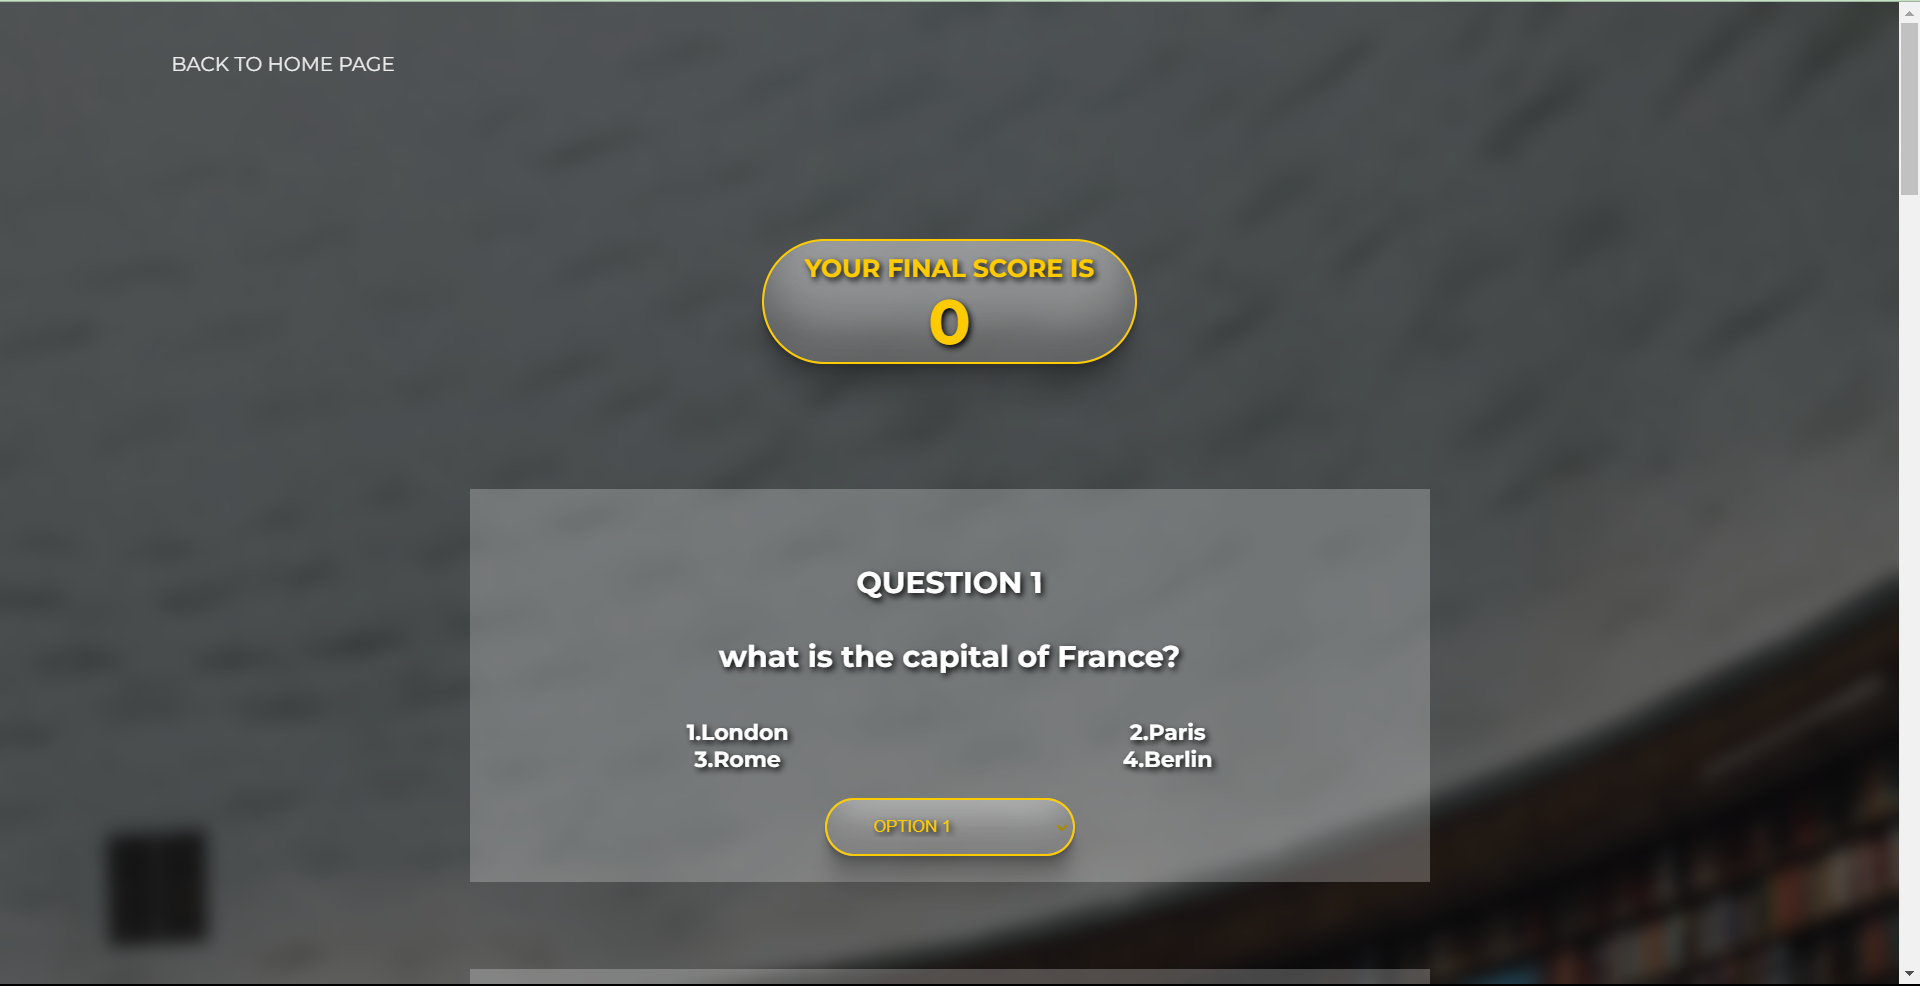 BACK TO HOME PAGE
YOUR FINAL SCORE IS
0
QUESTION 1
what is the capital of France?
1.London
2.Paris
3.Rome
4.Berlin
OPTION 1